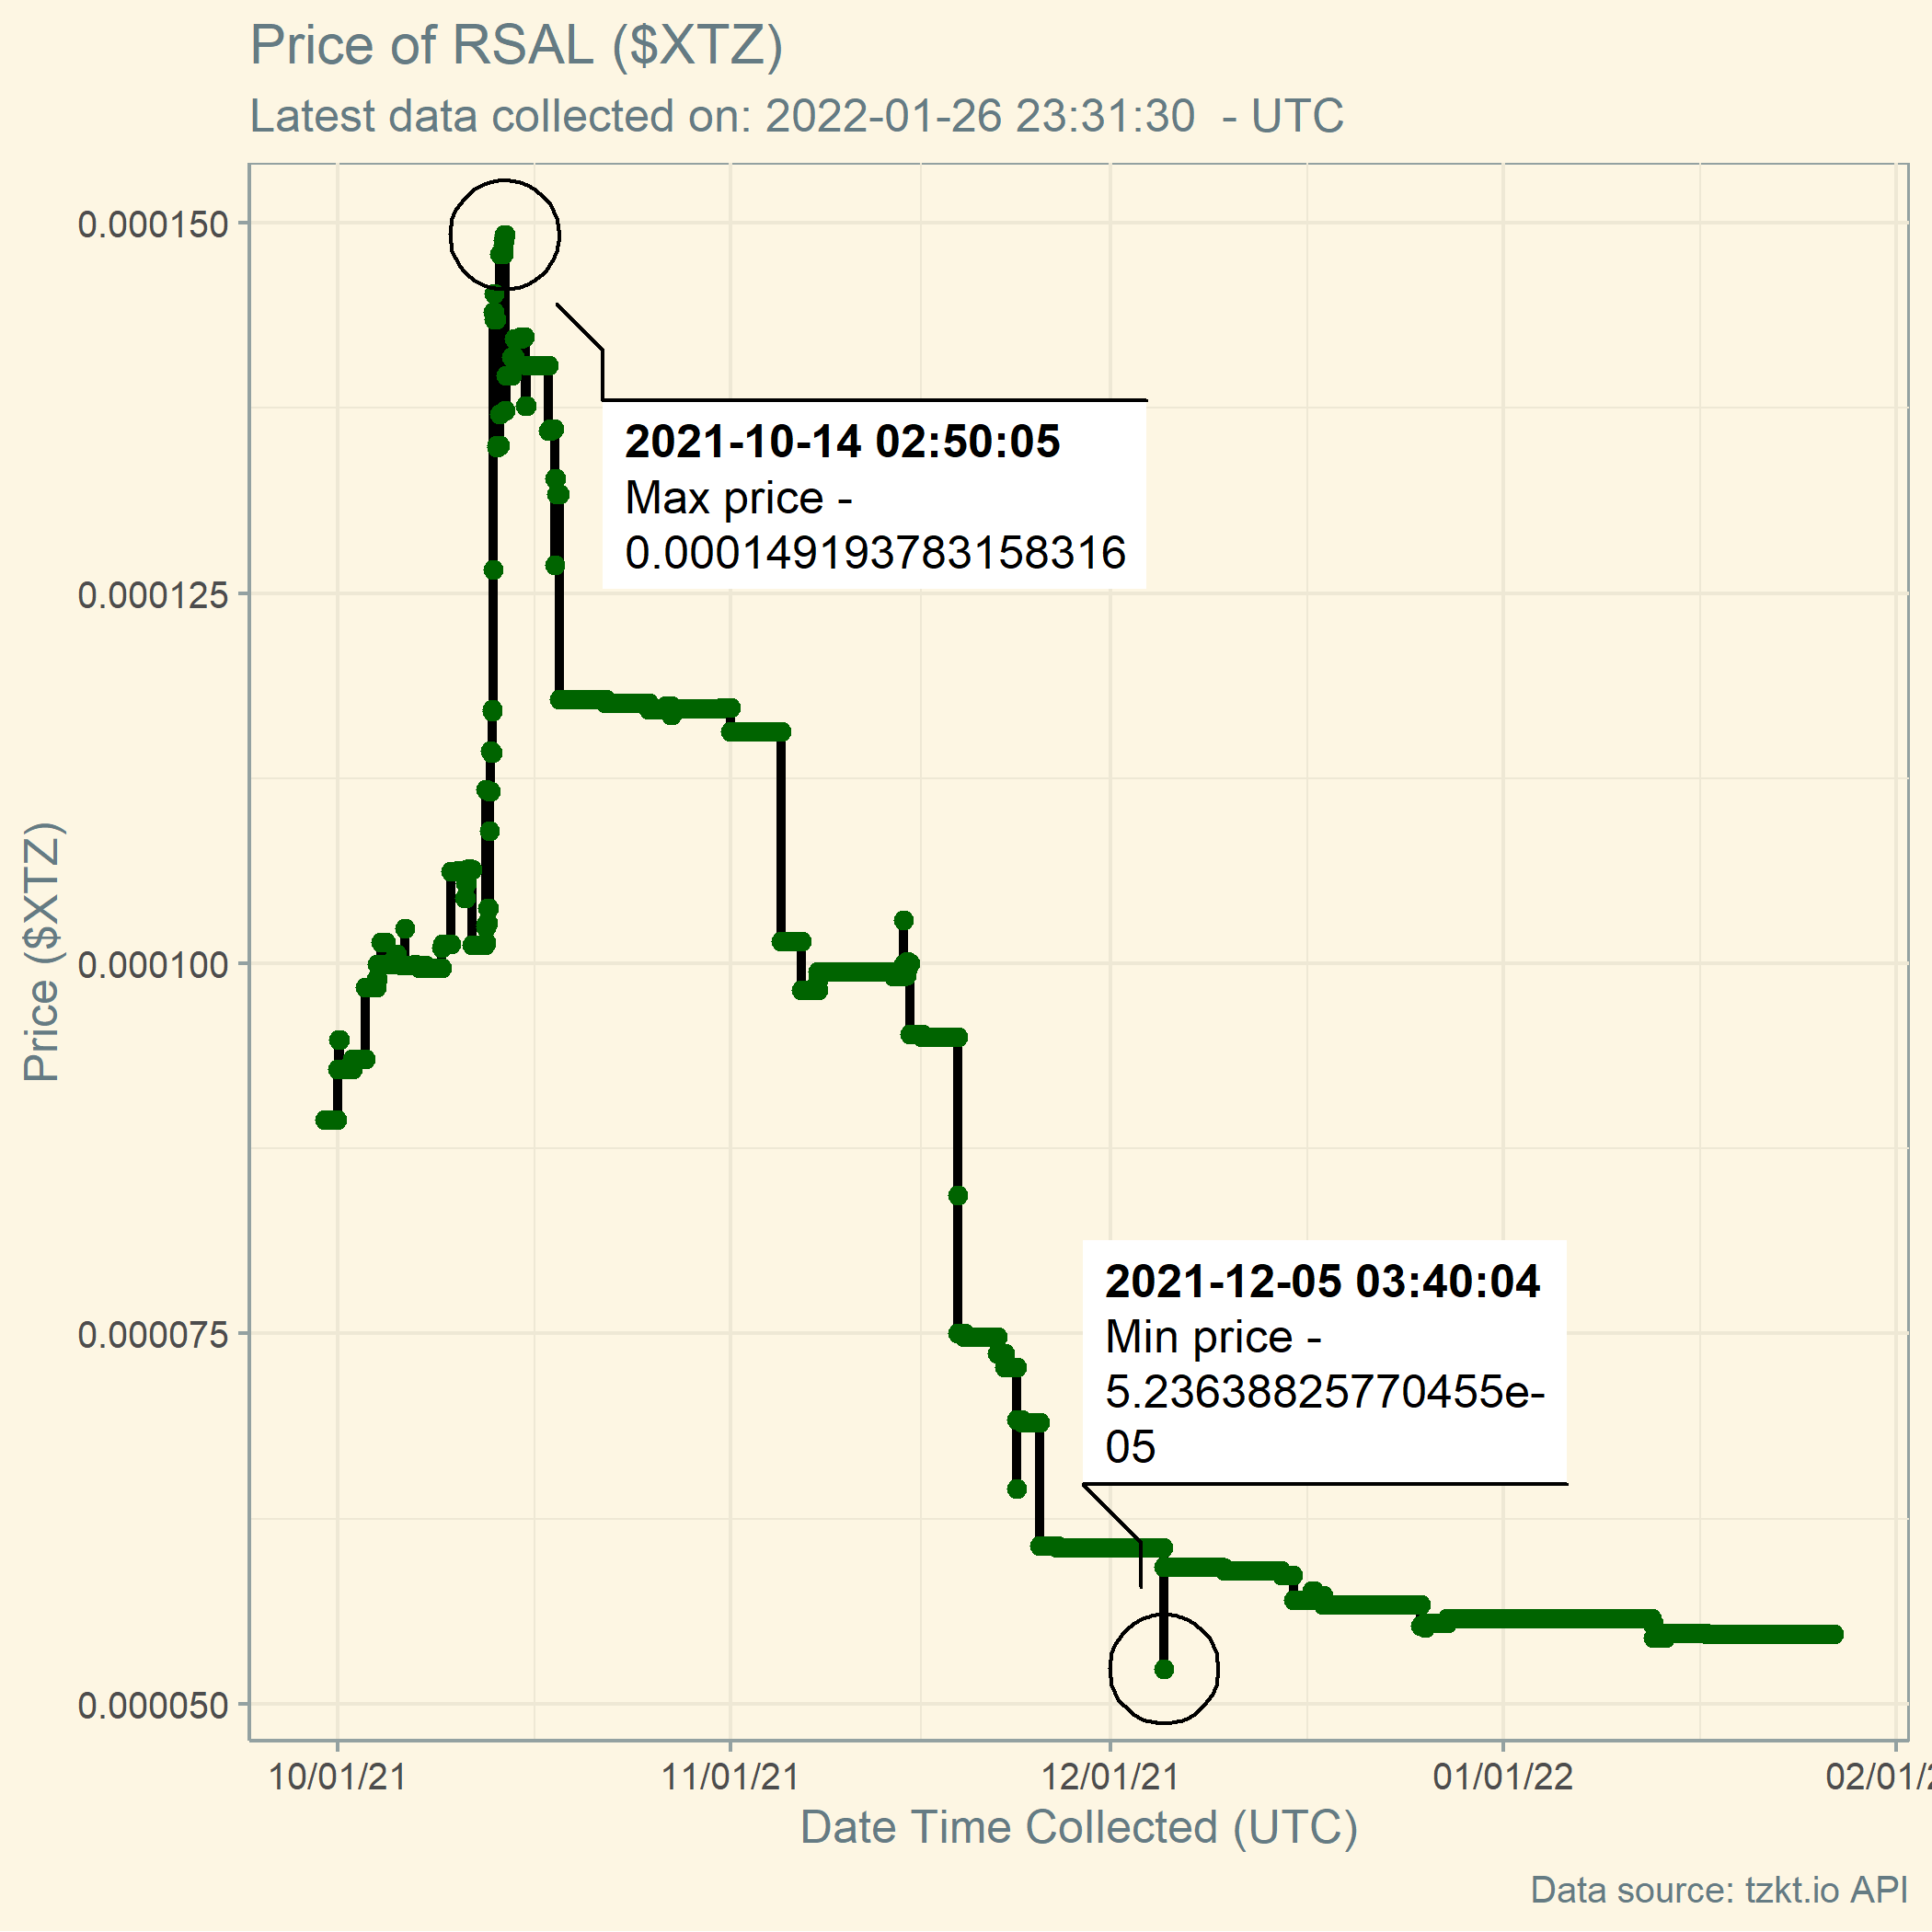 Price of RSAL ($XTZ)
Latest data collected on: 2022-01-26 23:31:30  - UTC
0.000150
0.000125
0.000100
0.000075
0.000050
Price ($XTZ)
2021-10-14 02:50:05
Max price -
0.000149193783158316
2021-12-05 03:40:04
Min price -
5.23638825770455e-
05
10/01/21
11/01/21
12/01/21
01/01/22
02/01/2
Date Time Collected (UTC)
Data source: tzkt.io API